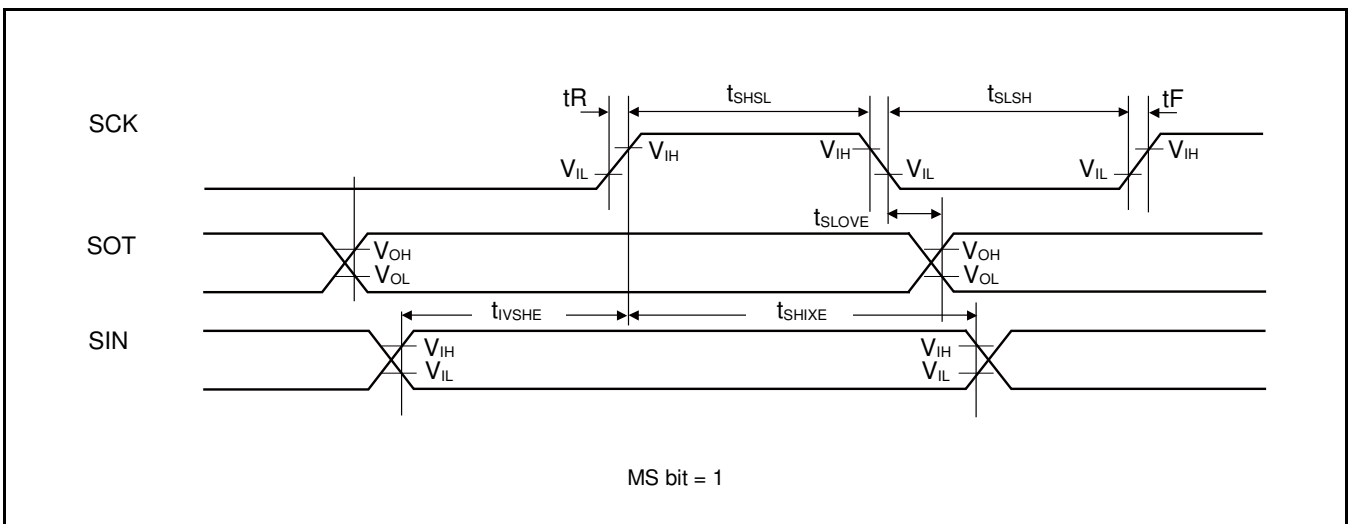 tR tSHSL tSLSH tF
SCK
VIH VIH VIH
VIL VIL VIL
tSLOVE
SOT
VOH VOH
VOL VOL
tIVSHE tSHIXE
SIN
VIH VIH
VIL VIL
MS bit = 1